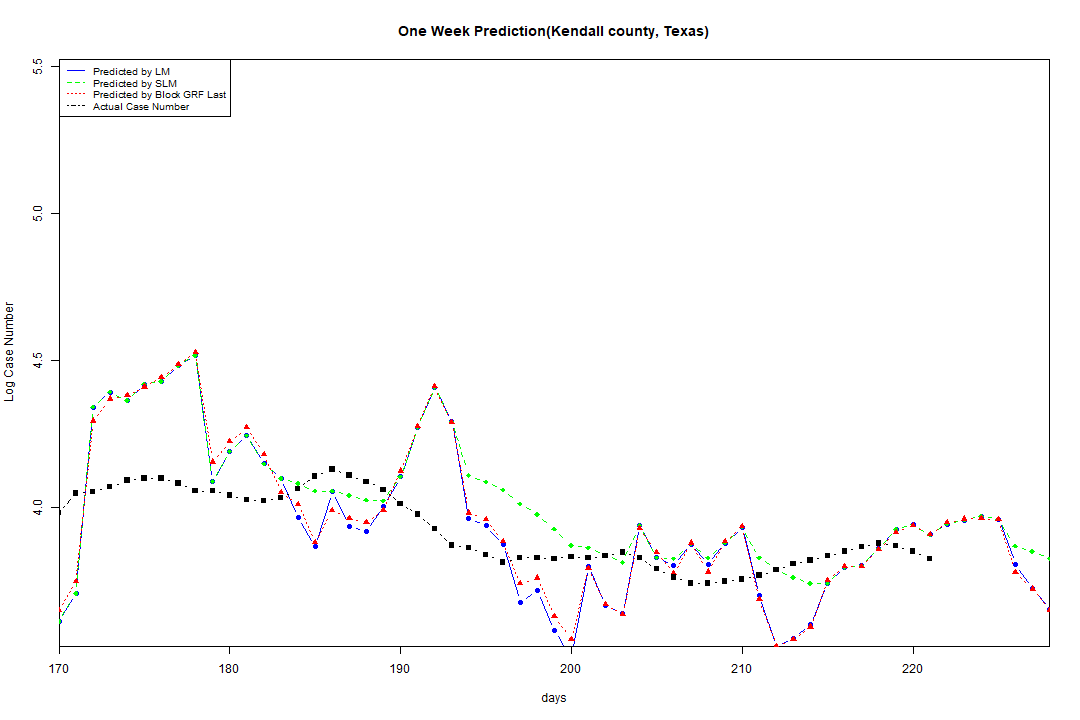 One Week Prediction(Kendall county, Texas)
Predicted by LM
Predicted by SLM
Predicted by Block GRF Last
Actual Case Number
5.5
5.0
4.5
4.0
Log Case Number
170 180 190 200 210 220
days